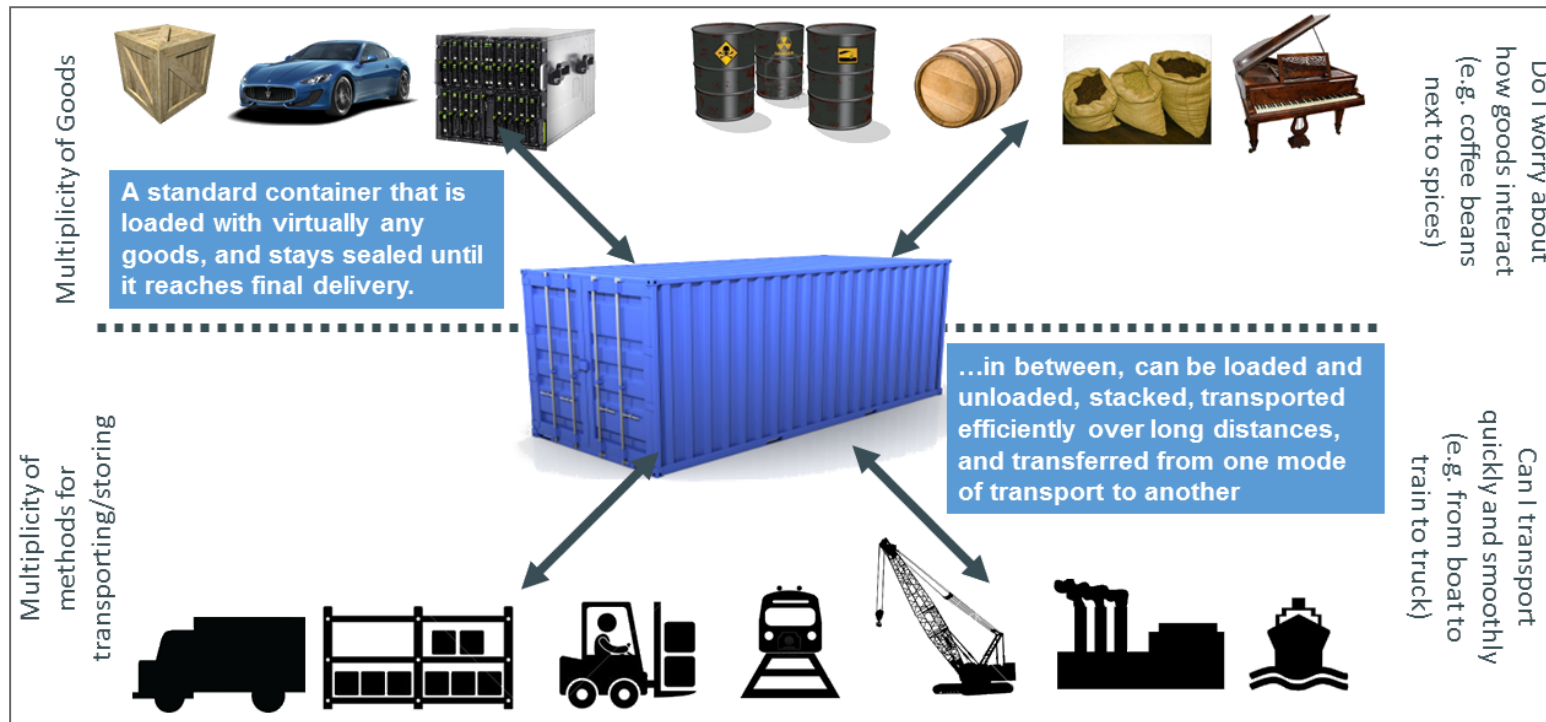 Multiplicity of Goods
A standard container that is
loaded with virtually any
goods, and stays sealed until
it reaches final delivery.
Do I worry about
how goods interact
(e.g. coffee beans
next to spices)
Multiplicity of
methods for
transporting/storing
…in between, can be loaded and
unloaded, stacked, transported
efficiently over long distances,
and transferred from one mode
of transport to another
Can I transport
quickly and smoothly
(e.g. from boat to
train to truck)